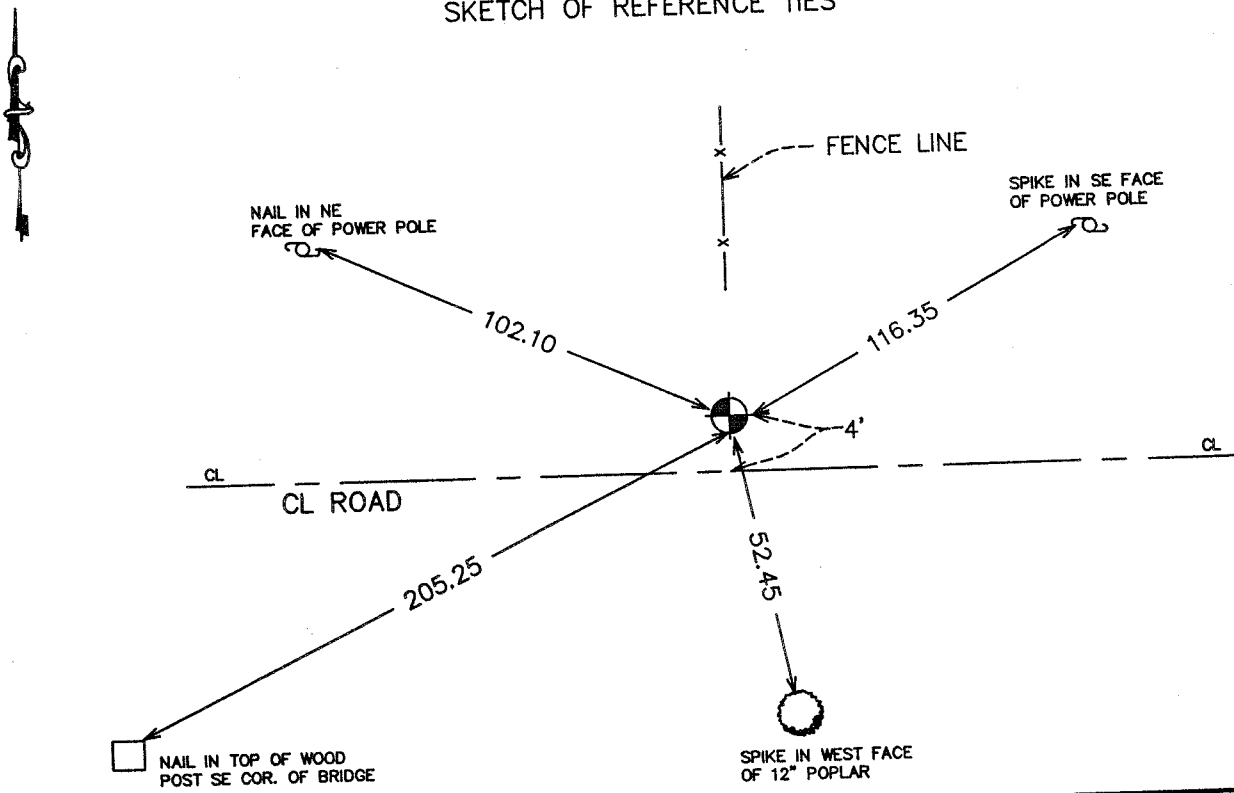 SKETCH OF REFERENCE TIES
FENCE LINE
SPIKE IN SE FACE
OF POWER POLE
NAIL IN NE
FACE OF POWER POLE
102.10
116.35
4'
CL
CL
CL ROAD
205.25
52.45
NAIL IN TOP OF WOOD
POST SE COR. OF BRIDGE
SPIKE IN WEST FACE
OF 12" POPLAR